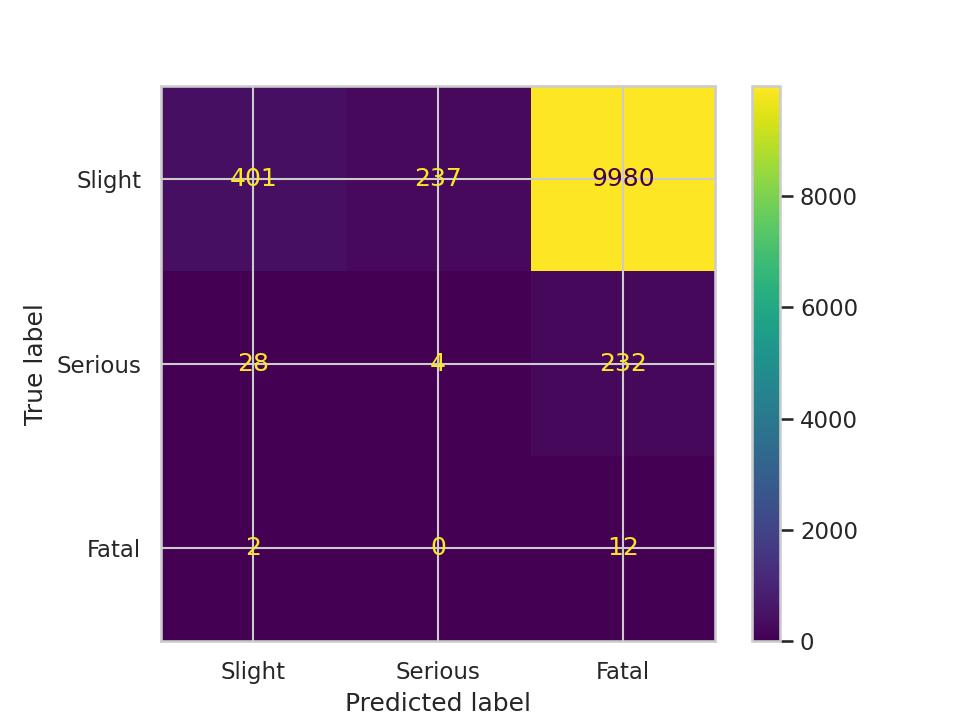 Slight 401 237 9980
Serious 28 4 232
Fatal 2 0 12
Slight Serious Fatal
Predicted label
True label
8000
6000
4000
2000
0